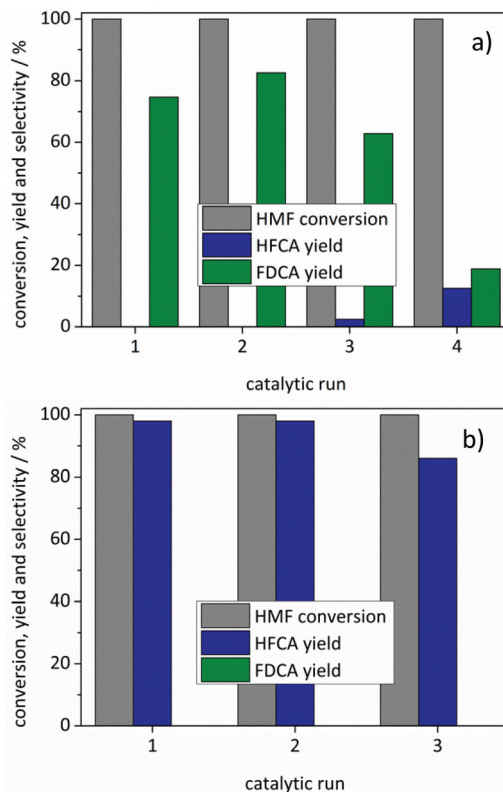 a)
conversion, yield and selectivity / %
100
80
60
40
20
0
HMF conversion
HFCA yield
FDCA yield
1 2 3 4
catalytic run
b)
conversion, yield and selectivity / %
100
80
60
40
20
0
HMF conversion
HFCA yield
FDCA yield
1 2 3
catalytic run